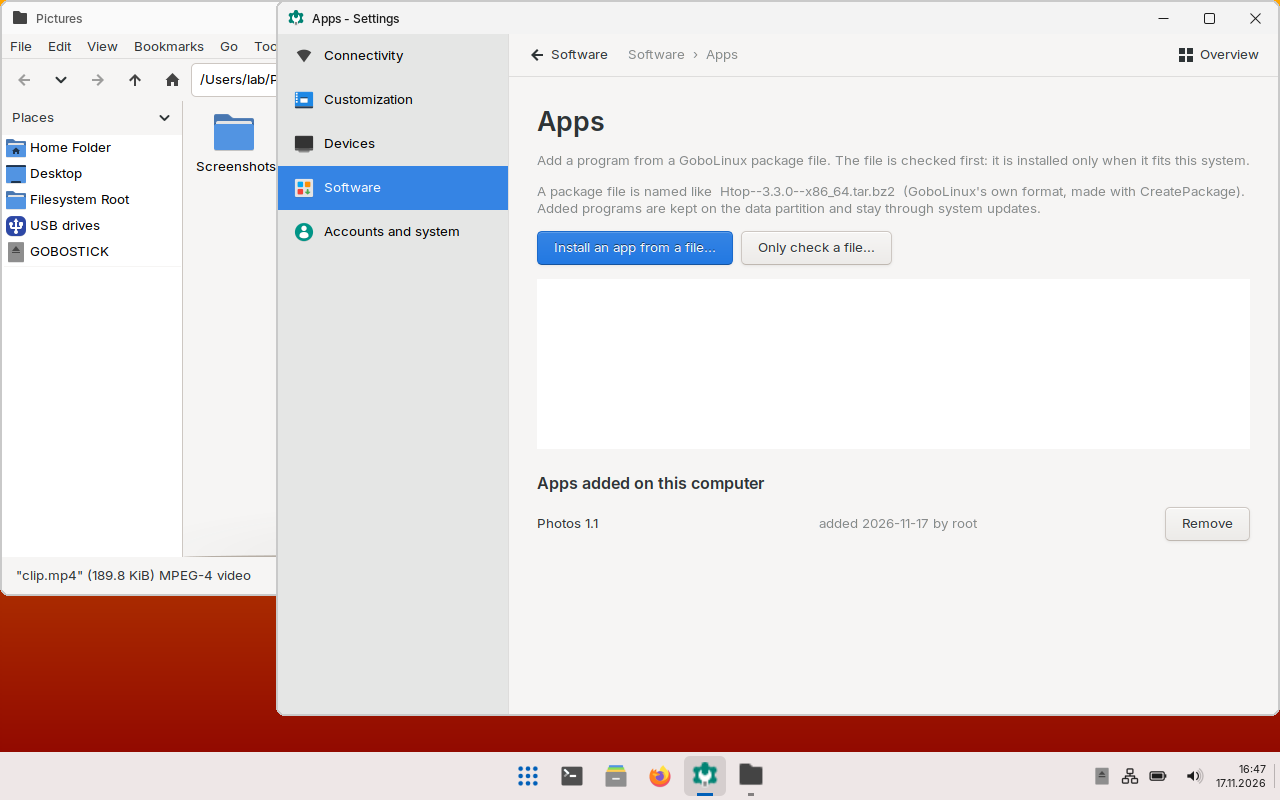 Pictures
File Edit View Bookmarks Go Too
/Users/lab/P
Places
Home Folder
Desktop
Filesystem Root
USB drives
GOBOSTICK
Screenshots
"clip.mp4" (189.8 KiB) MPEG-4 video
Apps - Settings
Connectivity
Customization
Devices
Software
Accounts and system
Software Software › Apps Overview
Apps
Add a program from a GoboLinux package file. The file is checked first: it is installed only when it fits this system.
A package file is named like Htop--3.3.0--x86_64.tar.bz2 (GoboLinux's own format, made with CreatePackage).
Added programs are kept on the data partition and stay through system updates.
Install an app from a file... Only check a file...
Apps added on this computer
Photos 1.1 added 2026-11-17 by root Remove
16:47
17.11.2026